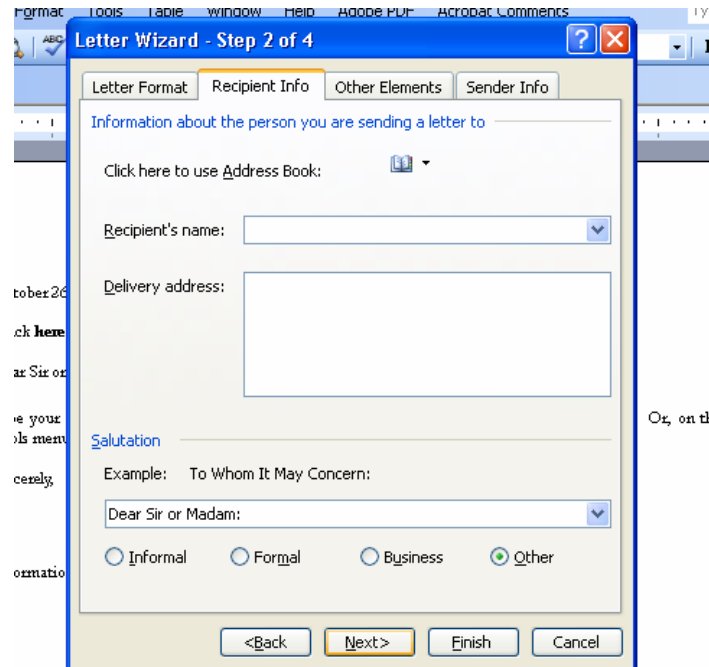 Format Tools Table Window Help Adobe PDF Acrobat Comments Ty
ABC Letter Wizard - Step 2 of 4 ?
Letter Format Recipient Info Other Elements Sender Info
Information about the person you are sending a letter to
Click here to use Address Book:
Recipient's name:
tober 26
Delivery address:
ck here
ar Sir or
e your Or, on th
ols menu
Salutation
cerely,
Example: To Whom It May Concern:
Dear Sir or Madam:
Informal Formal Business Other
ormatio
<Back Next> Finish Cancel